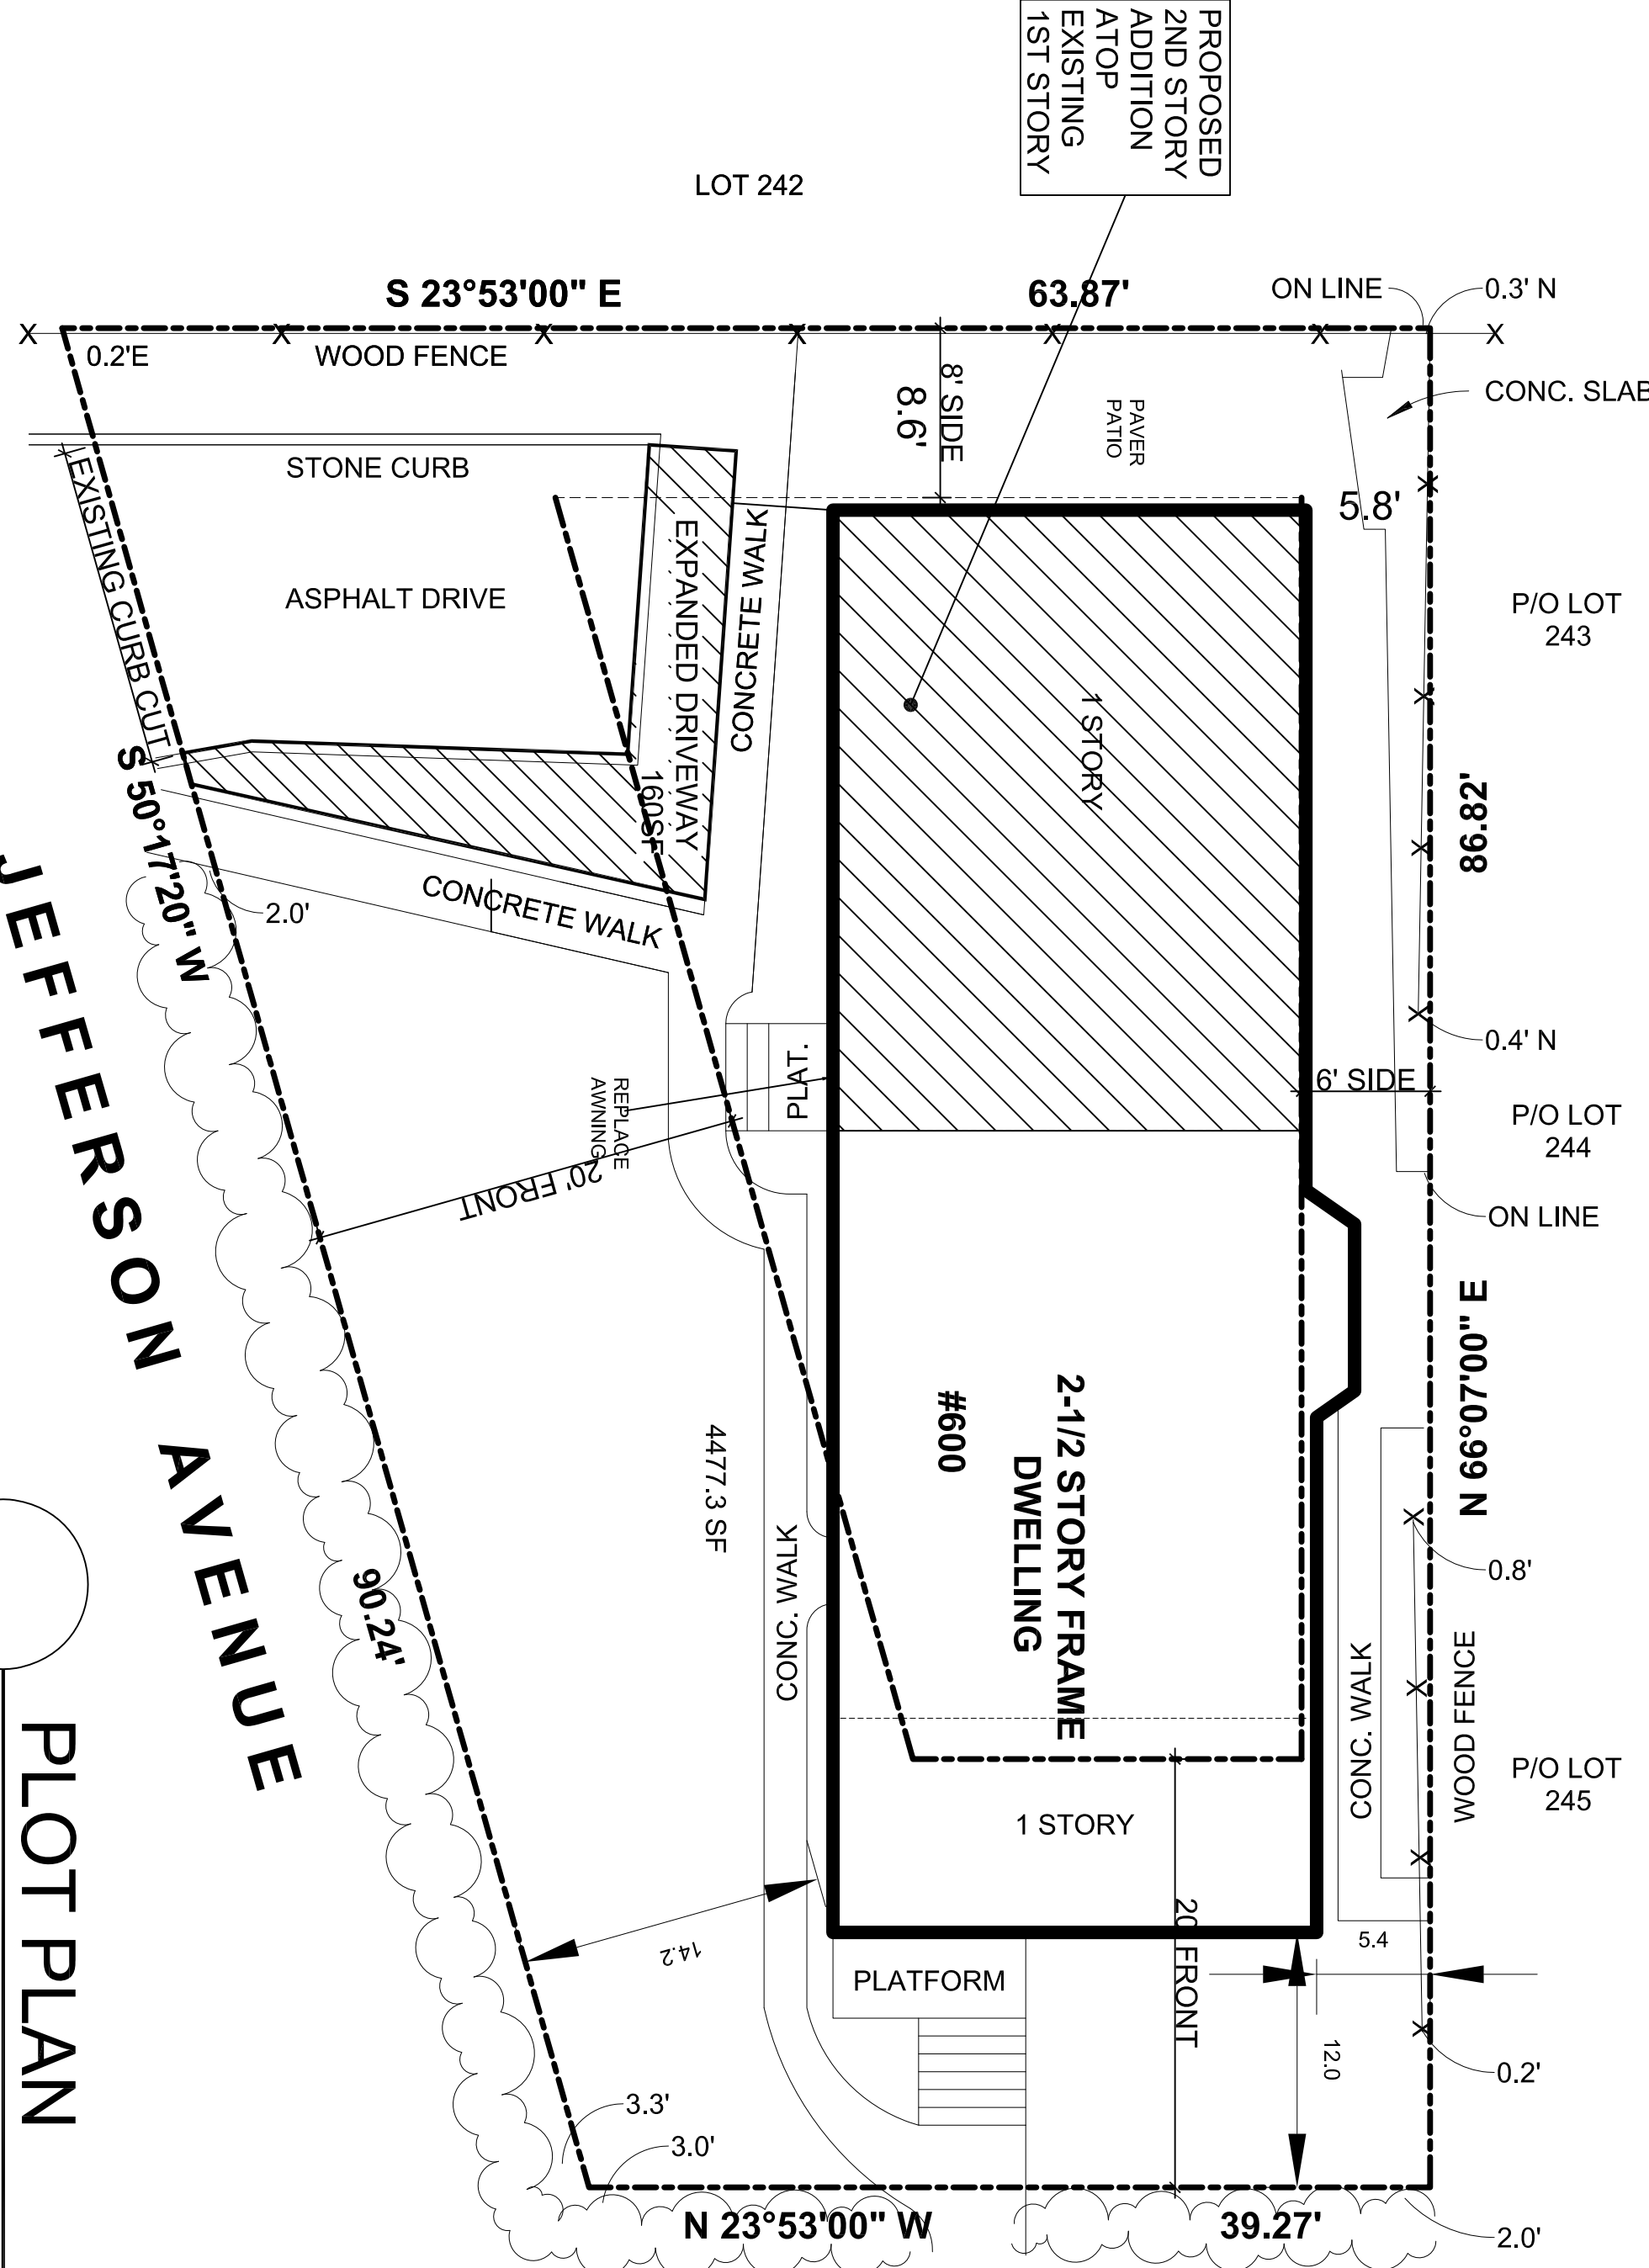 PROPOSED
2ND STORY
ADDITION
ATOP
EXISTING
1ST STORY
LOT 242
S 23°53'00" E
63.87'
ON LINE
0.3' N
X
X
X
X
X
X
X
0.2'E
WOOD FENCE
CONC. SLAB
8' SIDE
8.6'
PAVER
PATIO
STONE CURB
EXISTING CURB CUT
ASPHALT DRIVE
EXPANDED DRIVEWAY
160SF
CONCRETE WALK
5.8'
X
P/O LOT
243
X
1 STORY
86.82'
X
S 50°17'20" W
2.0'
CONCRETE WALK
X
0.4' N
PLAT.
6' SIDE
REPLACE
AWNING
P/O LOT
244
20' FRONT
ON LINE
JEFFERSON AVENUE
N 66°07'00" E
2-1/2 STORY FRAME
DWELLING
#600
4477.3 SF
X
0.8'
CONC. WALK
90.24'
CONC. WALK
WOOD FENCE
X
P/O LOT
245
1 STORY
X
PLOT PLAN
14.2
20 FRONT
5.4
PLATFORM
12.0
X
0.2'
3.3'
3.0'
N 23°53'00" W
39.27'
2.0'